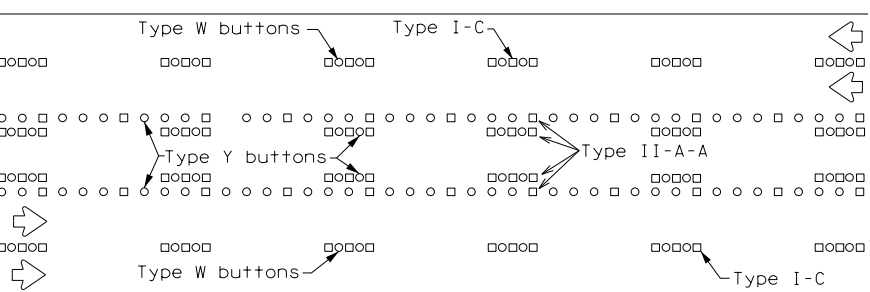 Type W buttons
Type I-C
Type Y buttons
Type II-A-A
Type W buttons
Type I-C